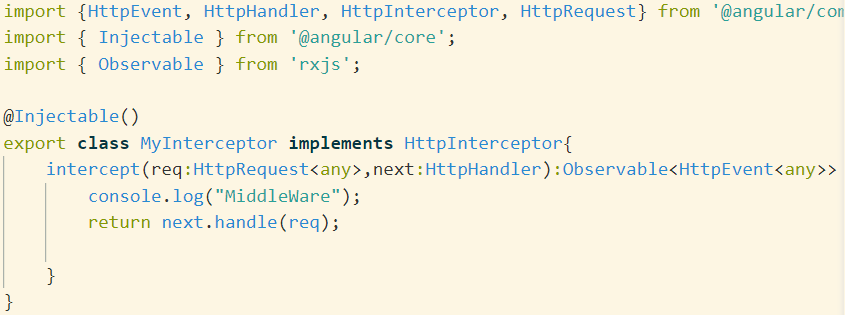 import {HttpEvent, HttpHandler, HttpInterceptor, HttpRequest} from '@angular/com
import { Injectable } from '@angular/core';
import { Observable } from 'rxjs';
@Injectable()
export class MyInterceptor implements HttpInterceptor{
intercept(req:HttpRequest<any>,next:HttpHandler):Observable<HttpEvent<any>>
console.log("MiddleWare");
return next.handle(req);
}
}